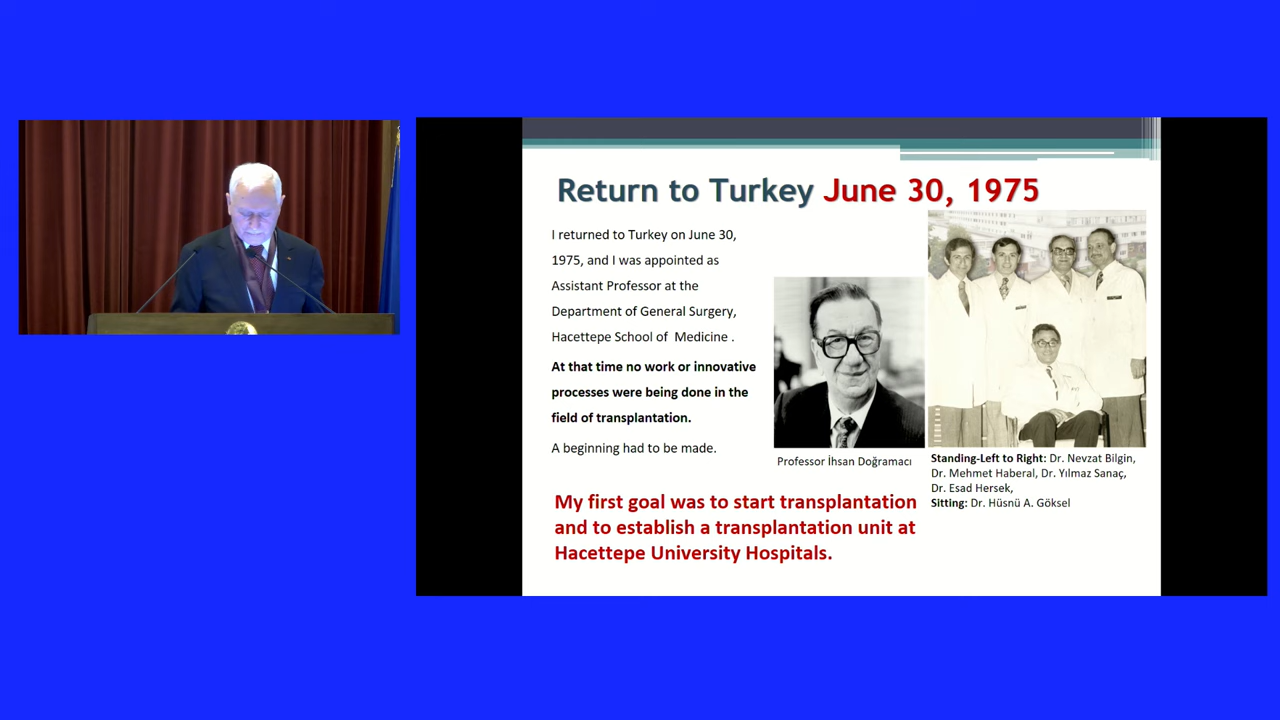 Return to Turkey June 30, 1975
I returned to Turkey on June 30,
1975, and I was appointed as
Assistant Professor at the
Department of General Surgery,
Hacettepe School of  Medicine .
At that time no work or innovative
processes were being done in the
field of transplantation.
A beginning had to be made.
My first goal was to start transplantation
and to establish a transplantation unit at
Hacettepe University Hospitals.
Professor İhsan Doğramacı
Standing-Left to Right: Dr. Nevzat Bilgin,
Dr. Mehmet Haberal, Dr. Yılmaz Sanaç,
Dr. Esad Hersek,
Sitting: Dr. Hüsnü A. Göksel